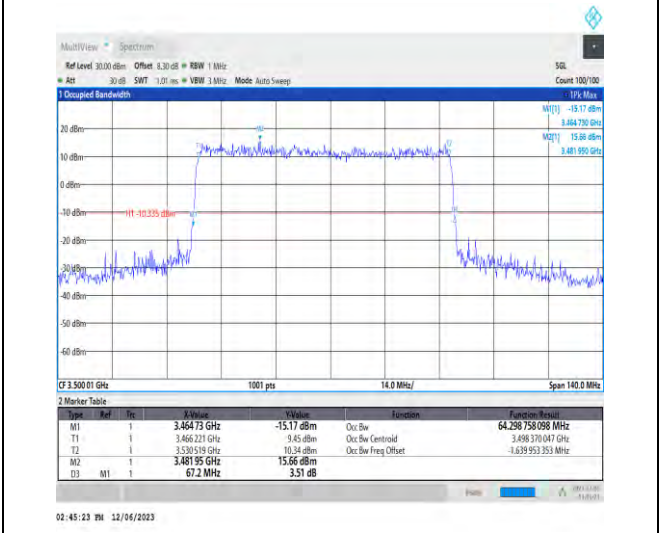 MultiView Spectrum
Ref Level 30.00 dBm Offset 8.30 dB RBW 1 MHz SGL
Att 30 dB SWT 1.01 ms VBW 3 MHz Mode Auto Sweep Count 100/100
1 Occupied Bandwidth 1Pk Max
M1[1] -15.17 dBm
3.464 730 GHz
20 dBm M2[1] 15.66 dBm
3.481 950 GHz
10 dBm
0 dBm
-10 dBm H1 -10.335 dBm
-20 dBm
-30 dBm
-40 dBm
-50 dBm
-60 dBm
CF 3.500 01 GHz 1001 pts 14.0 MHz/ Span 140.0 MHz
2 Marker Table
Type Ref Trc X-Value Y-Value Function Function Result
M1 1 3.464 73 GHz -15.17 dBm Occ Bw 64.298 758 098 MHz
T1 1 3.466 221 GHz 9.45 dBm Occ Bw Centroid 3.498 370 047 GHz
T2 1 3.530 519 GHz 10.34 dBm Occ Bw Freq Offset -1.639 953 353 MHz
M2 1 3.481 95 GHz 15.66 dBm
D3 M1 1 67.2 MHz 3.51 dB
02:45:23 PM 12/06/2023